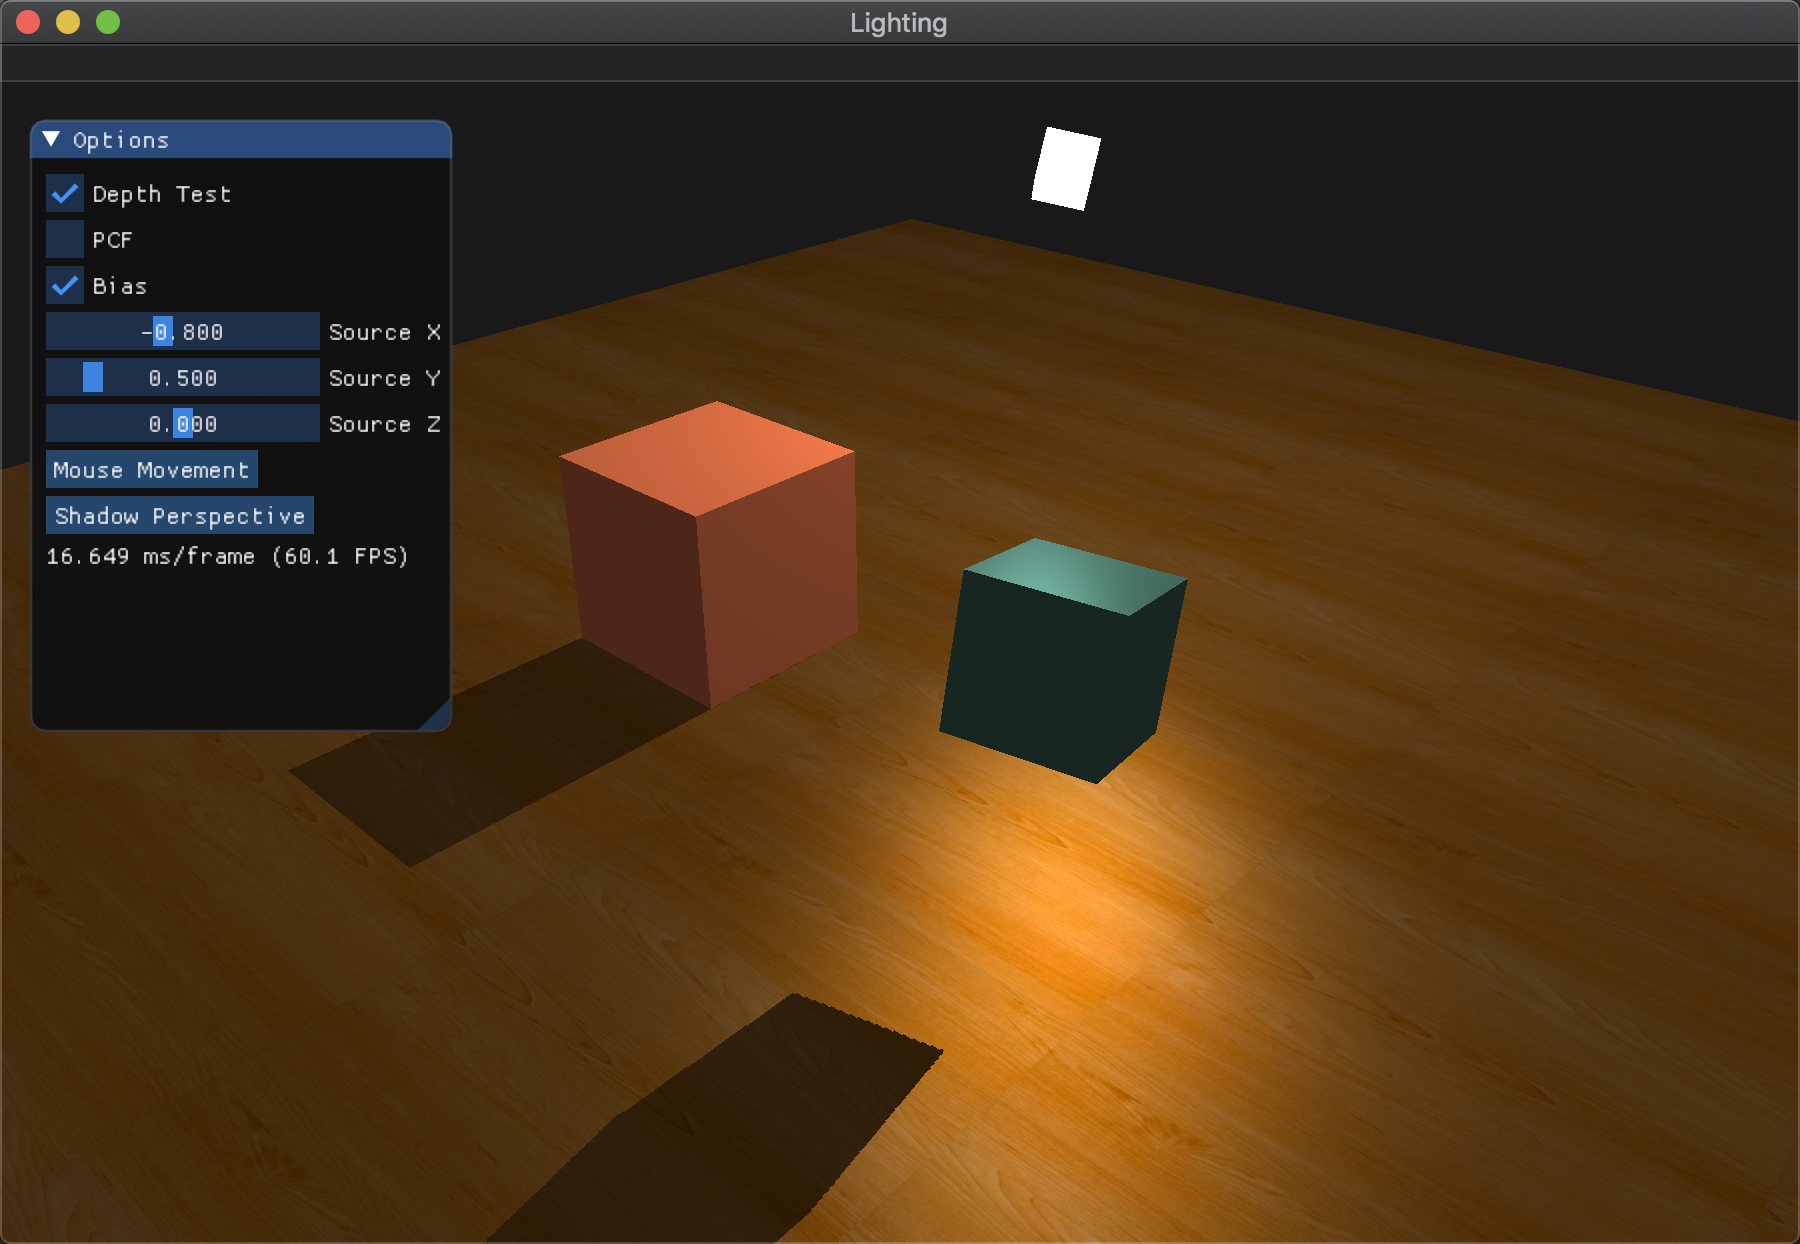 Lighting
Options
Depth Test
PCF
Bias
-0.800 Source X
0.500 Source Y
0.000 Source Z
Mouse Movement
Shadow Perspective
16.649 ms/frame (60.1 FPS)